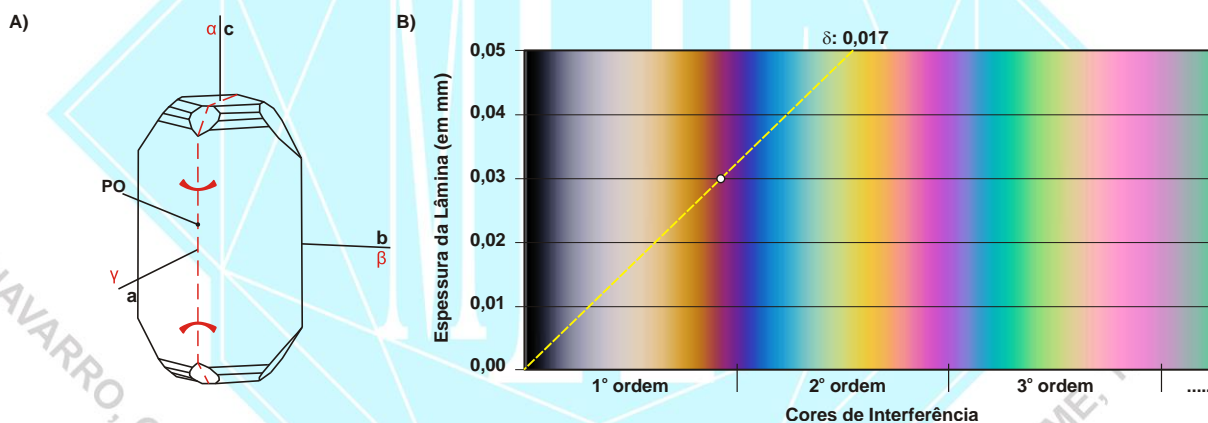 A)
α c
PO
γ
a
b
β
B)
δ: 0,017
Espessura da Lâmina (em mm)
0,05
0,04
0,03
0,02
0,01
0,00
1° ordem
2° ordem
3° ordem
.....
Cores de Interferência
NAVARRO,